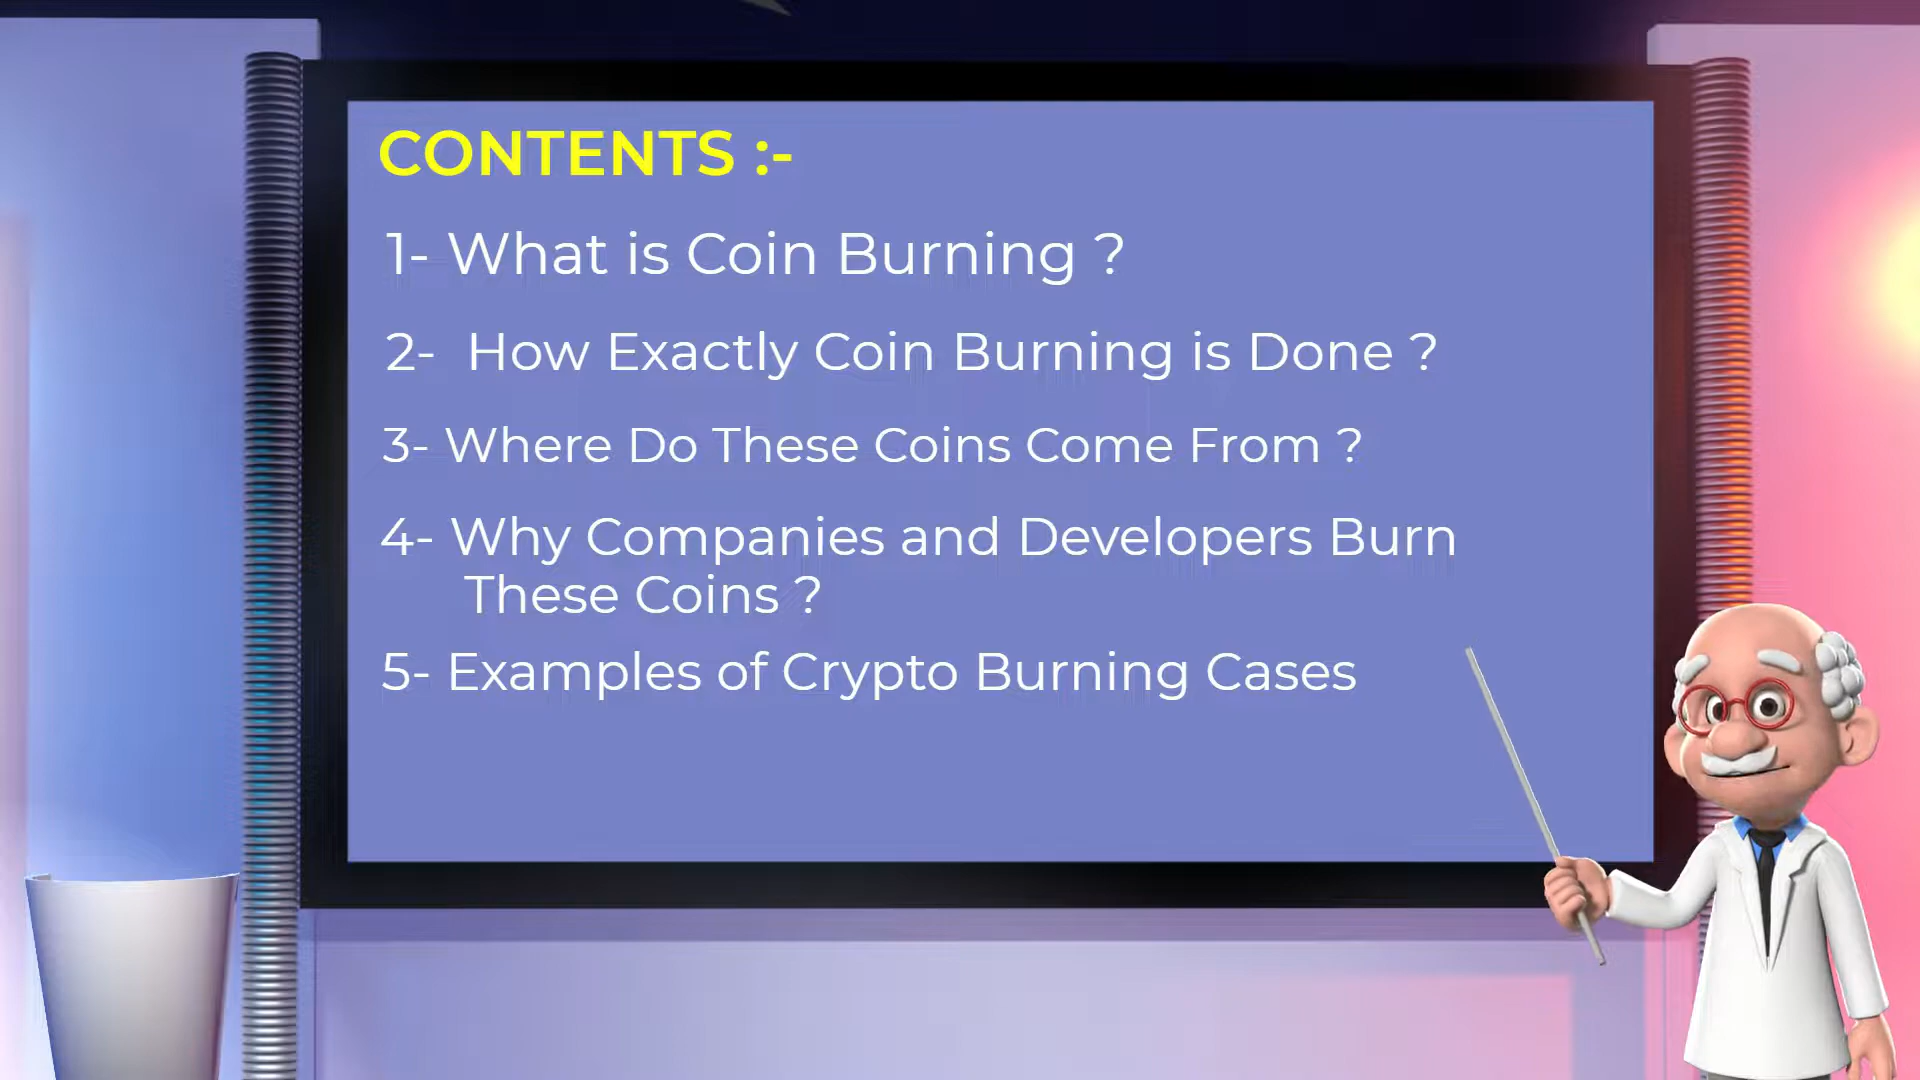 CONTENTS :-
1- What is Coin Burning ?
2- How Exactly Coin Burning is Done ?
3- Where Do These Coins Come From ?
4- Why Companies and Developers Burn
These Coins ?
5- Examples of Crypto Burning Cases